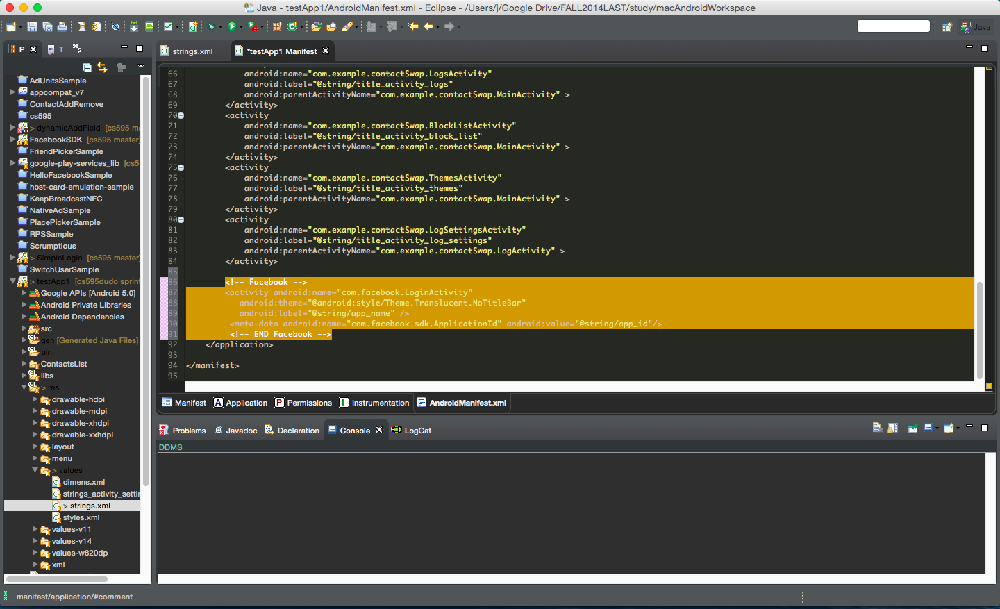 Java - testApp1/AndroidManifest.xml - Eclipse - /Users/j/Google Drive/FALL2014LAST/study/macAndroidWorkspace
Java
P
T
2
strings.xml
*testApp1 Manifest
AdUnitsSample
appcompat_v7
ContactAddRemove
cs595
> dynamicAddField [cs595 ma
FacebookSDK [cs595 master]
FriendPickerSample
google-play-services_lib [cs5
HelloFacebookSample
host-card-emulation-sample
KeepBroadcastNFC
NativeAdSample
PlacePickerSample
RPSSample
Scrumptious
> SimpleLogin [cs595 master]
SwitchUserSample
> testApp1 [cs595dudo sprint
Google APIs [Android 5.0]
Android Private Libraries
Android Dependencies
src
gen [Generated Java Files]
bin
ContactsList
libs
> res
drawable-hdpi
drawable-mdpi
drawable-xhdpi
drawable-xxhdpi
layout
menu
> values
dimens.xml
strings_activity_settin
> strings.xml
styles.xml
values-v11
values-v14
values-w820dp
xml
66 android:name="com.example.contactSwap.LogsActivity"
67 android:label="@string/title_activity_logs"
68 android:parentActivityName="com.example.contactSwap.MainActivity" >
69 </activity>
70 <activity
71 android:name="com.example.contactSwap.BlockListActivity"
72 android:label="@string/title_activity_block_list"
73 android:parentActivityName="com.example.contactSwap.MainActivity" >
74 </activity>
75 <activity
76 android:name="com.example.contactSwap.ThemesActivity"
77 android:label="@string/title_activity_themes"
78 android:parentActivityName="com.example.contactSwap.MainActivity" >
79 </activity>
80 <activity
81 android:name="com.example.contactSwap.LogSettingsActivity"
82 android:label="@string/title_activity_log_settings"
83 android:parentActivityName="com.example.contactSwap.LogActivity" >
84 </activity>
85
86 <!-- Facebook -->
87 <activity android:name="com.facebook.LoginActivity"
88 android:theme="@android:style/Theme.Translucent.NoTitleBar"
89 android:label="@string/app_name" />
90 <meta-data android:name="com.facebook.sdk.ApplicationId" android:value="@string/app_id"/>
91 <!-- END Facebook -->
92 </application>
93
94 </manifest>
95
Manifest
A Application
P Permissions
I Instrumentation
AndroidManifest.xml
Problems
@ Javadoc
Declaration
Console
LogCat
DDMS
manifest/application/#comment